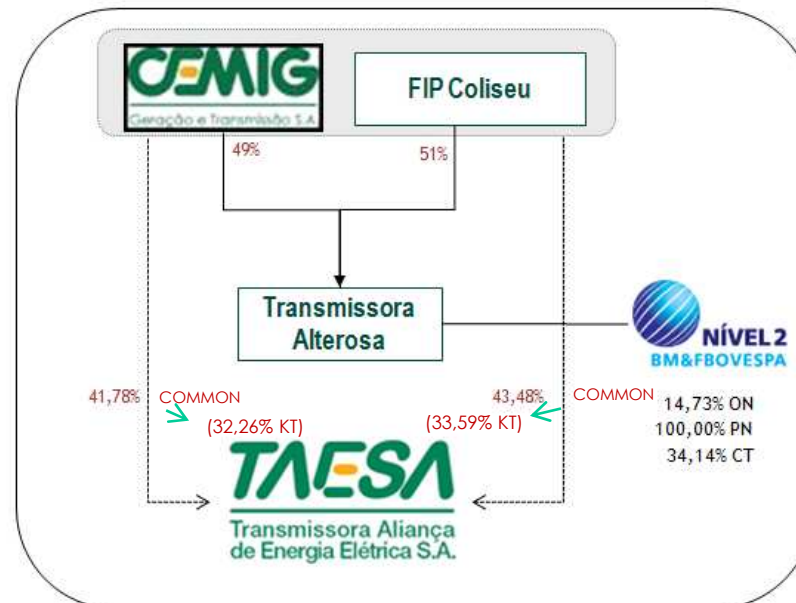 CEMIG
Geração e Transmissão S.A.
FIP Coliseu
49%
51%
Transmissora
Alterosa
NÍVEL 2
BM&FBOVESPA
41,78%
COMMON
43,48%
COMMON
(32,26% KT)
(33,59% KT)
14,73% ON
100,00% PN
34,14% CT
TAESA
Transmissora Aliança
de Energia Elétrica S.A.